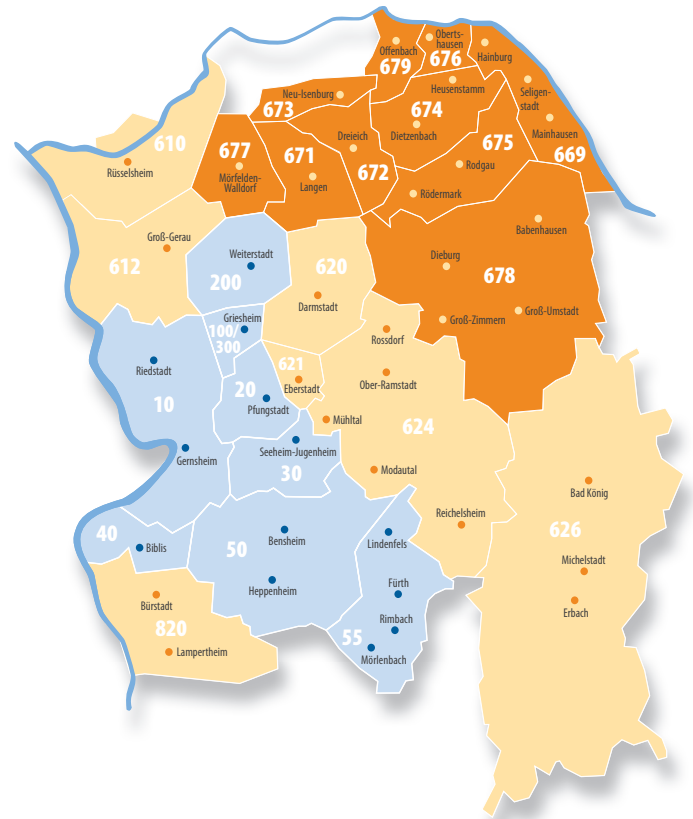 Oberts-
hausen
676
Offenbach
679
Hainburg
Heusenstamm
Seligen-
stadt
Neu-Isenburg
673
674
Dietzenbach
Mainhausen
669
610
Rüsselsheim
677
Mörfelden-
Walldorf
671
Langen
Dreieich
672
675
Rodgau
Rödermark
Babenhausen
Groß-Gerau
612
Weiterstadt
200
620
Darmstadt
Dieburg
678
Groß-Umstadt
Groß-Zimmern
Griesheim
100/
300
Rossdorf
Riedstadt
10
20
Pfungstadt
621
Eberstadt
Ober-Ramstadt
Mühltal
624
Gernsheim
Seeheim-Jugenheim
30
Modautal
Bad König
626
Reichelsheim
40
Biblis
50
Bensheim
Lindenfels
Michelstadt
Heppenheim
Fürth
Erbach
Bürstadt
820
Lampertheim
Rimbach
55
Mörlenbach